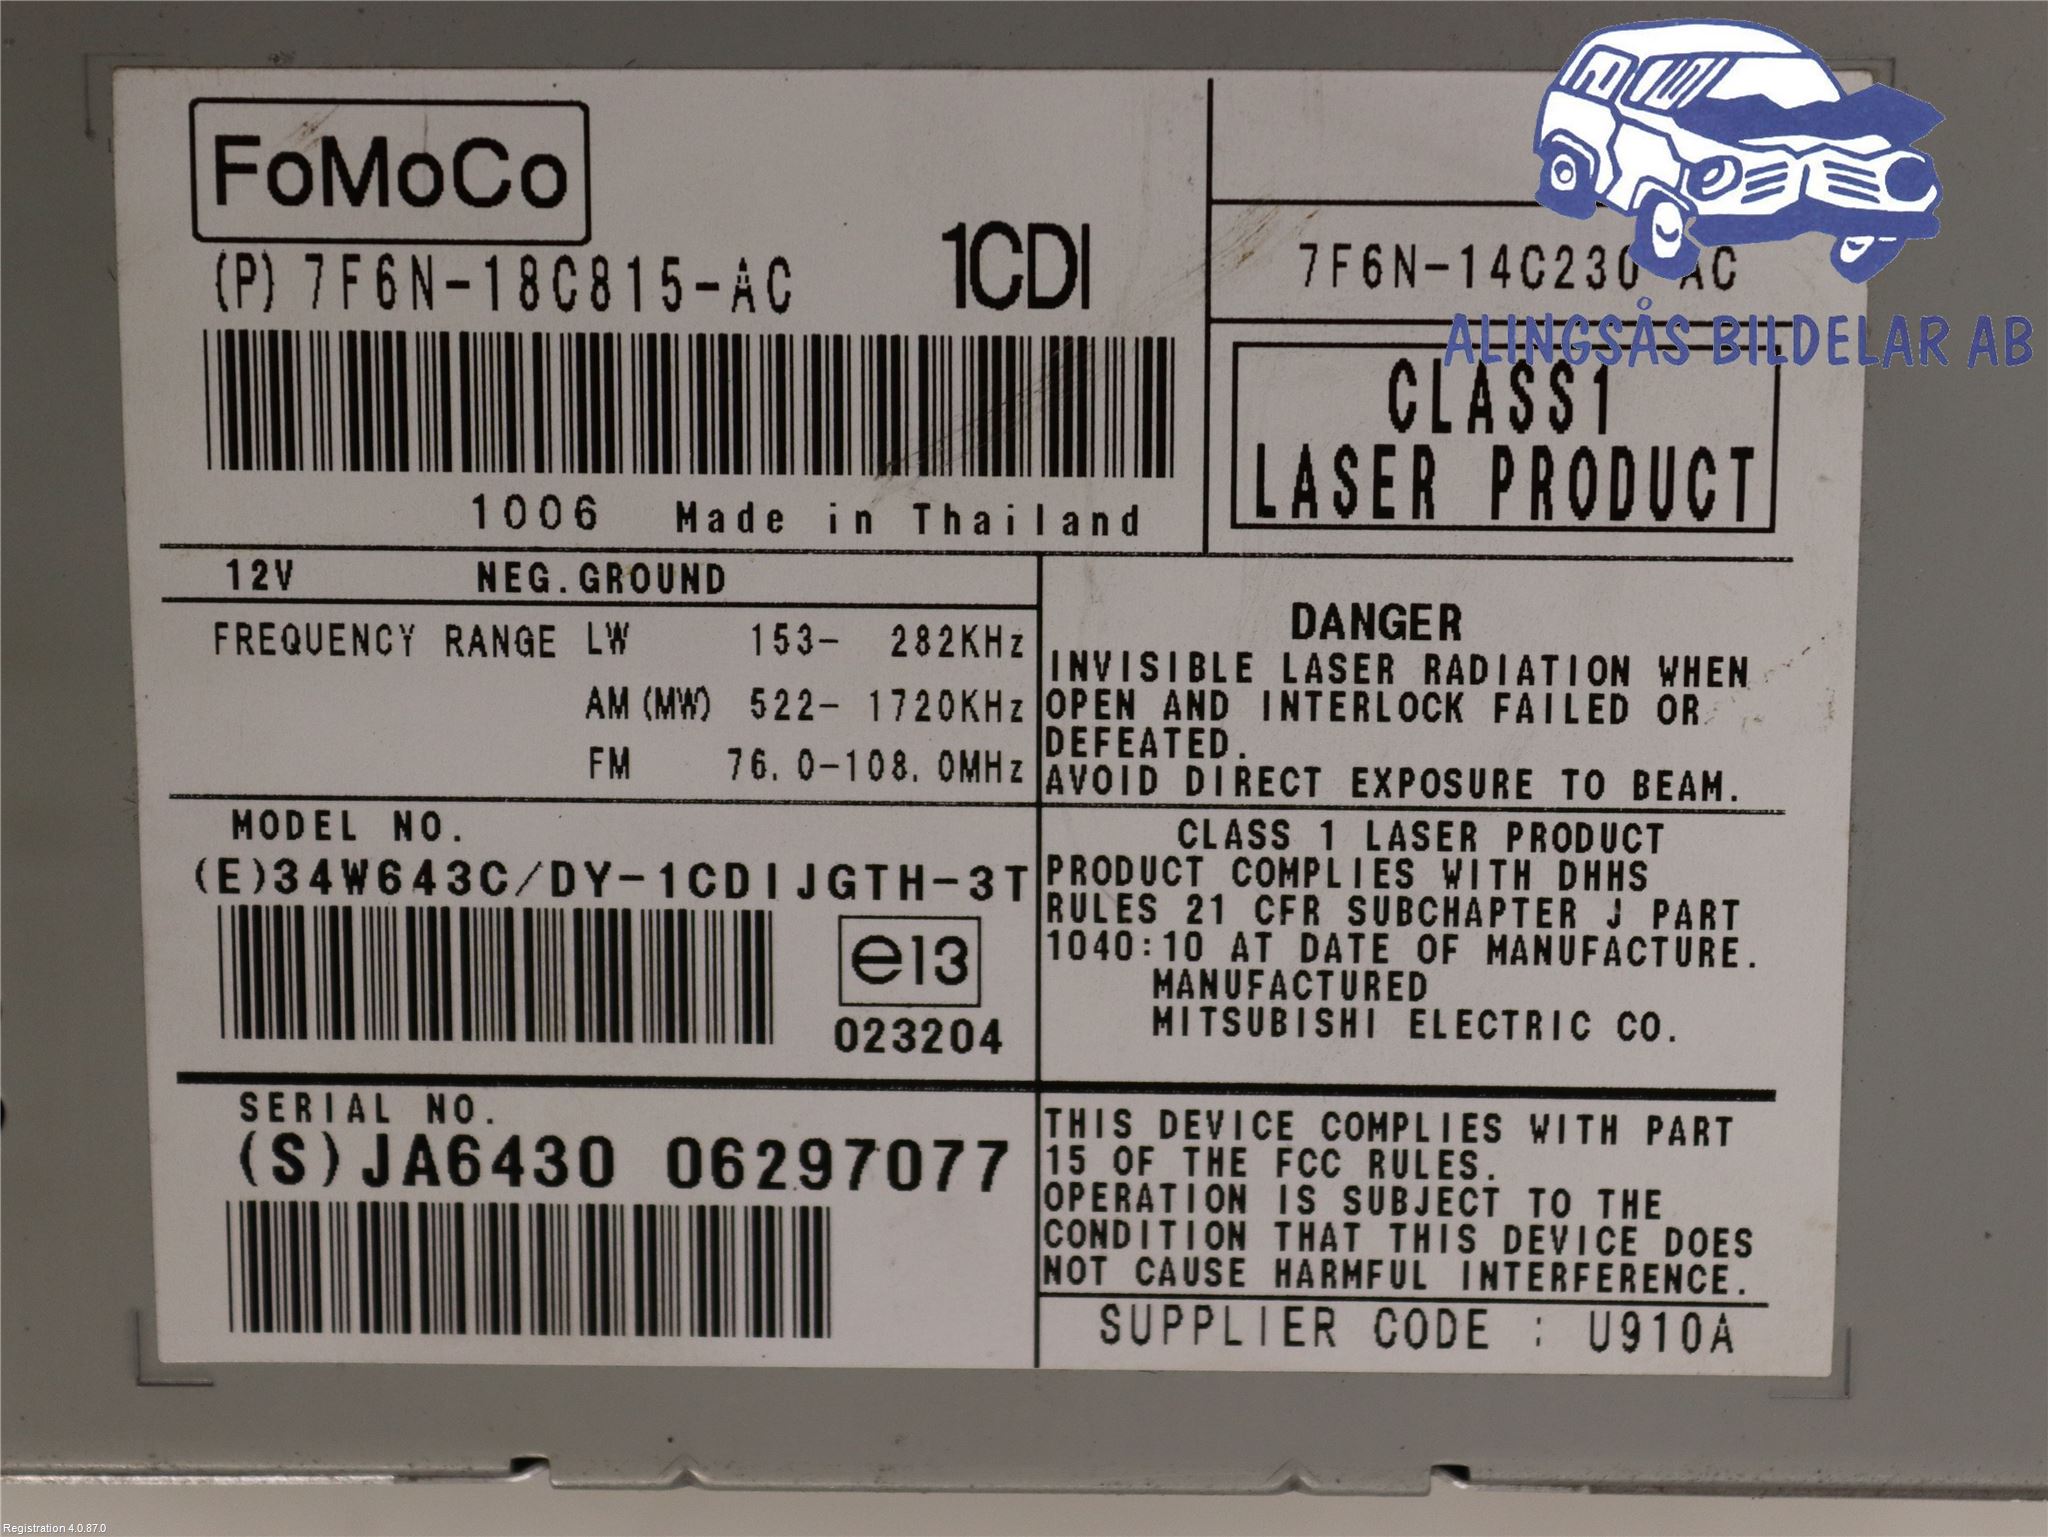 FoMoCo
(P) 7F6N-18C815-AC
1CDI
1006 Made in Thailand
7F6N-14C230-AC
ALINGSÅS BILDELAR AB
CLASS1
LASER PRODUCT
12V NEG.GROUND
FREQUENCY RANGE LW 153- 282KHz
AM(MW) 522- 1720KHz
FM 76.0-108.0MHz
DANGER
INVISIBLE LASER RADIATION WHEN
OPEN AND INTERLOCK FAILED OR
DEFEATED.
AVOID DIRECT EXPOSURE TO BEAM.
MODEL NO.
(E)34W643C/DY-1CDIJGTH-3T
e13
023204
CLASS 1 LASER PRODUCT
PRODUCT COMPLIES WITH DHHS
RULES 21 CFR SUBCHAPTER J PART
1040:10 AT DATE OF MANUFACTURE.
MANUFACTURED
MITSUBISHI ELECTRIC CO.
SERIAL NO.
(S)JA6430 06297077
THIS DEVICE COMPLIES WITH PART
15 OF THE FCC RULES.
OPERATION IS SUBJECT TO THE
CONDITION THAT THIS DEVICE DOES
NOT CAUSE HARMFUL INTERFERENCE.
SUPPLIER CODE : U910A
Registration 4.0.87.0